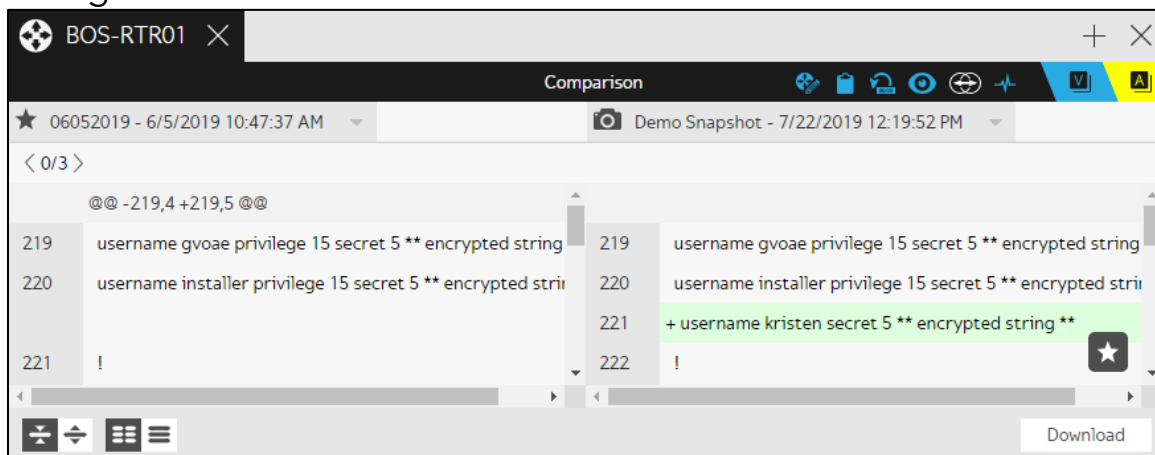 BOS-RTR01
Comparison
V
A
06052019 - 6/5/2019 10:47:37 AM
Demo Snapshot - 7/22/2019 12:19:52 PM
< 0/3 >
@@ -219,4 +219,5 @@
219 username gvoae privilege 15 secret 5 ** encrypted string
219 username gvoae privilege 15 secret 5 ** encrypted string
220 username installer privilege 15 secret 5 ** encrypted
220 username installer privilege 15 secret 5 ** encrypted
221 + username kristen secret 5 ** encrypted string **
221 !
222 !
Download